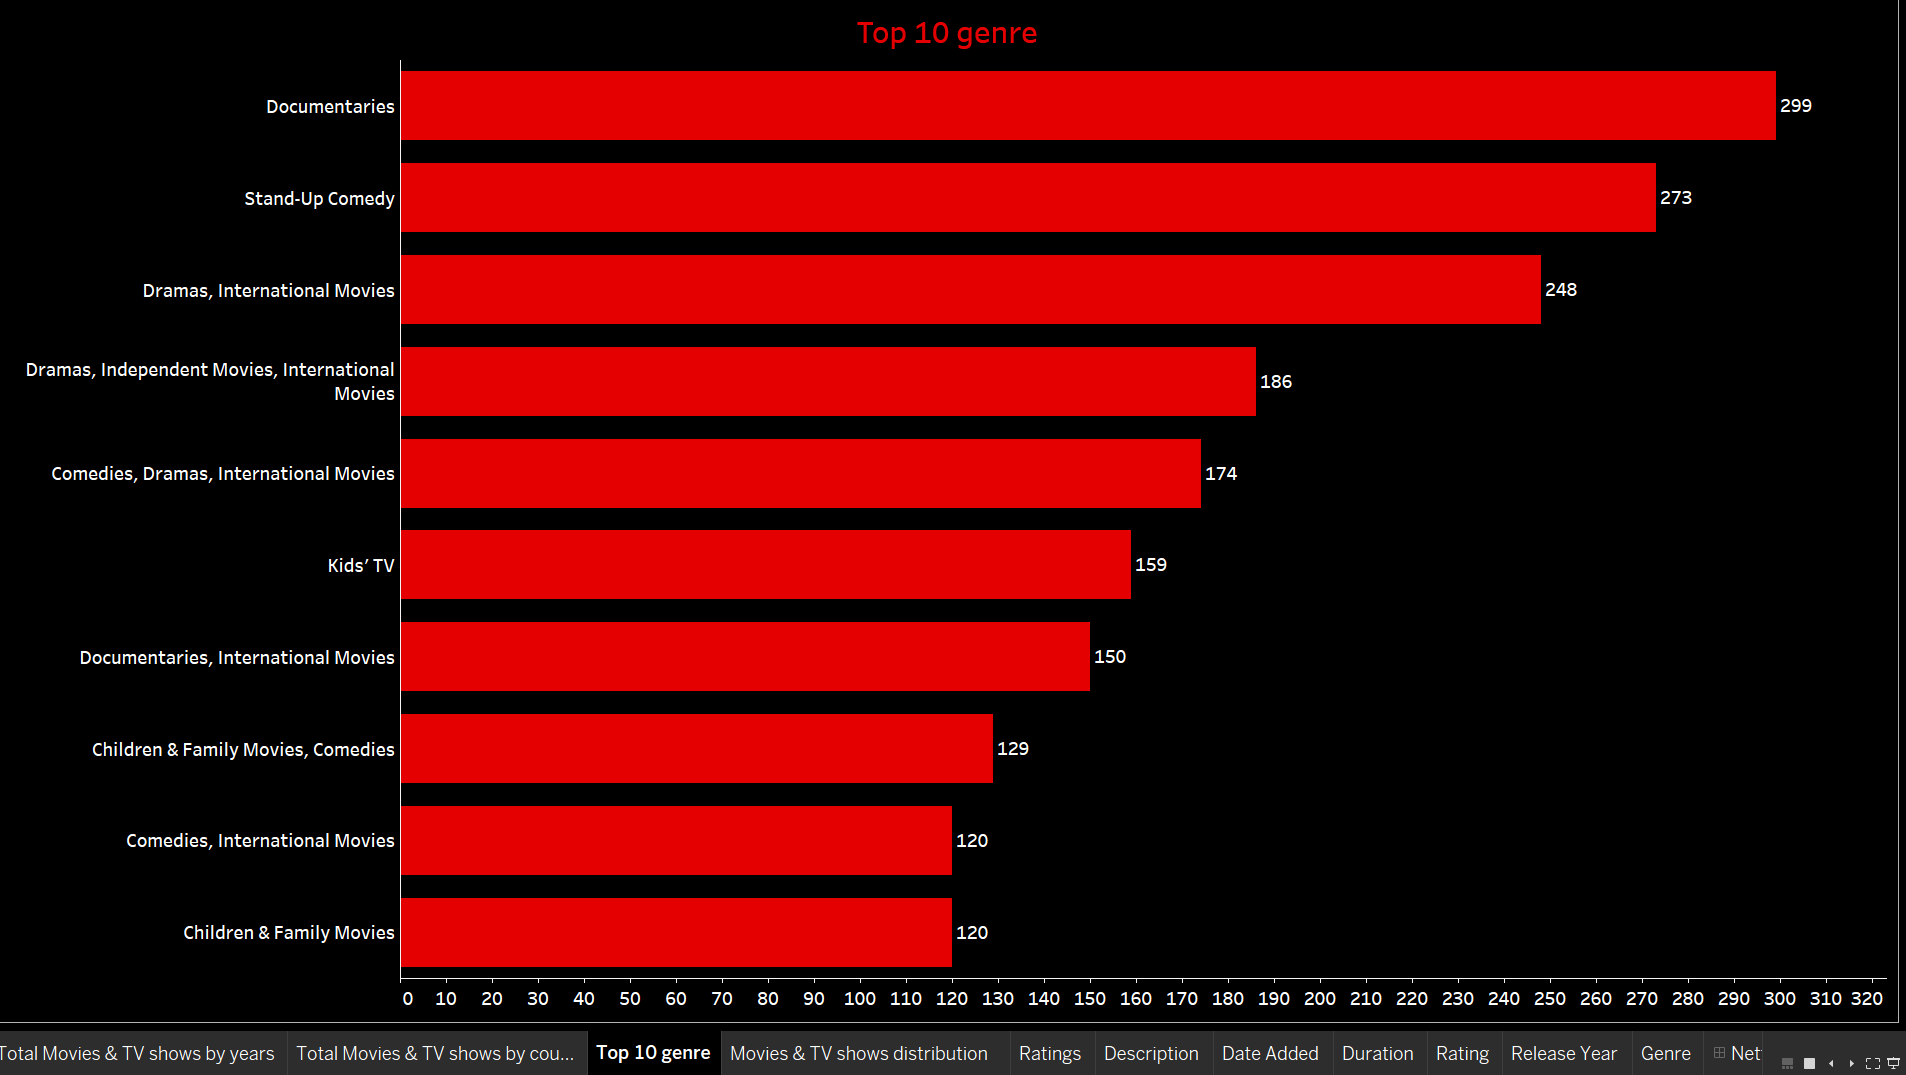 Top 10 genre
Documentaries
299
Stand-Up Comedy
273
Dramas, International Movies
248
Dramas, Independent Movies, International
Movies
186
Comedies, Dramas, International Movies
174
Kids’ TV
159
Documentaries, International Movies
150
Children & Family Movies, Comedies
129
Comedies, International Movies
120
Children & Family Movies
120
0 10 20 30 40 50 60 70 80 90 100 110 120 130 140 150 160 170 180 190 200 210 220 230 240 250 260 270 280 290 300 310 320
Total Movies & TV shows by years Total Movies & TV shows by cou... Top 10 genre Movies & TV shows distribution Ratings Description Date Added Duration Rating Release Year Genre Net